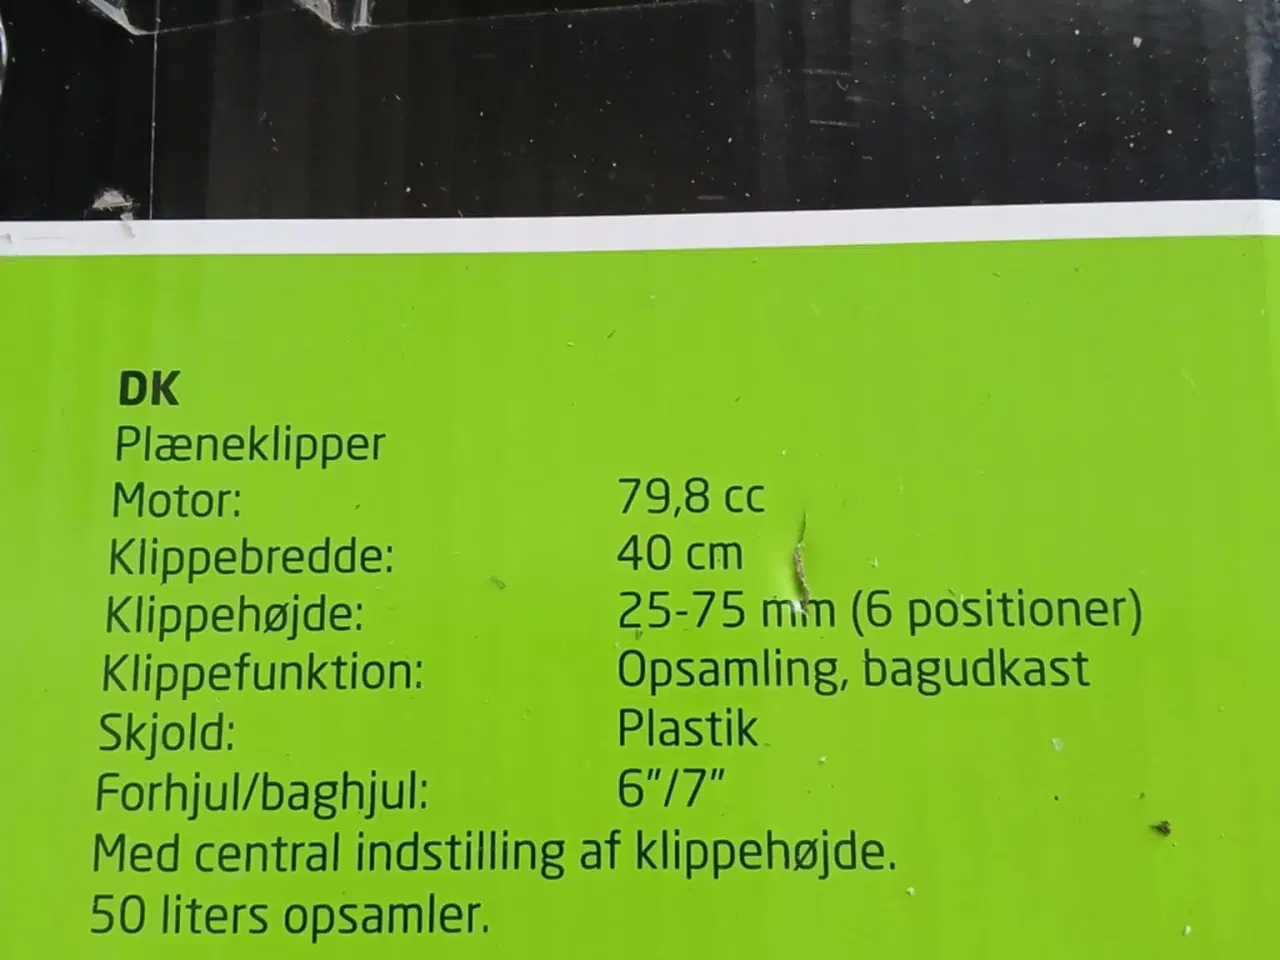 DK
Plæneklipper
Motor: 79,8 cc
Klippebredde: 40 cm
Klippehøjde: 25-75 mm (6 positioner)
Klippefunktion: Opsamling, bagudkast
Skjold: Plastik
Forhjul/baghjul: 6”/7”
Med central indstilling af klippehøjde.
50 liters opsamler.